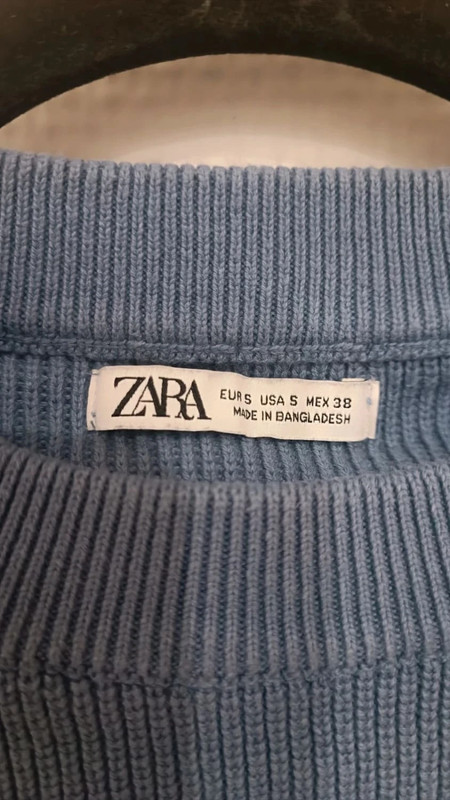 ZARA
EUR S USA S MEX 38
MADE IN BANGLADESH